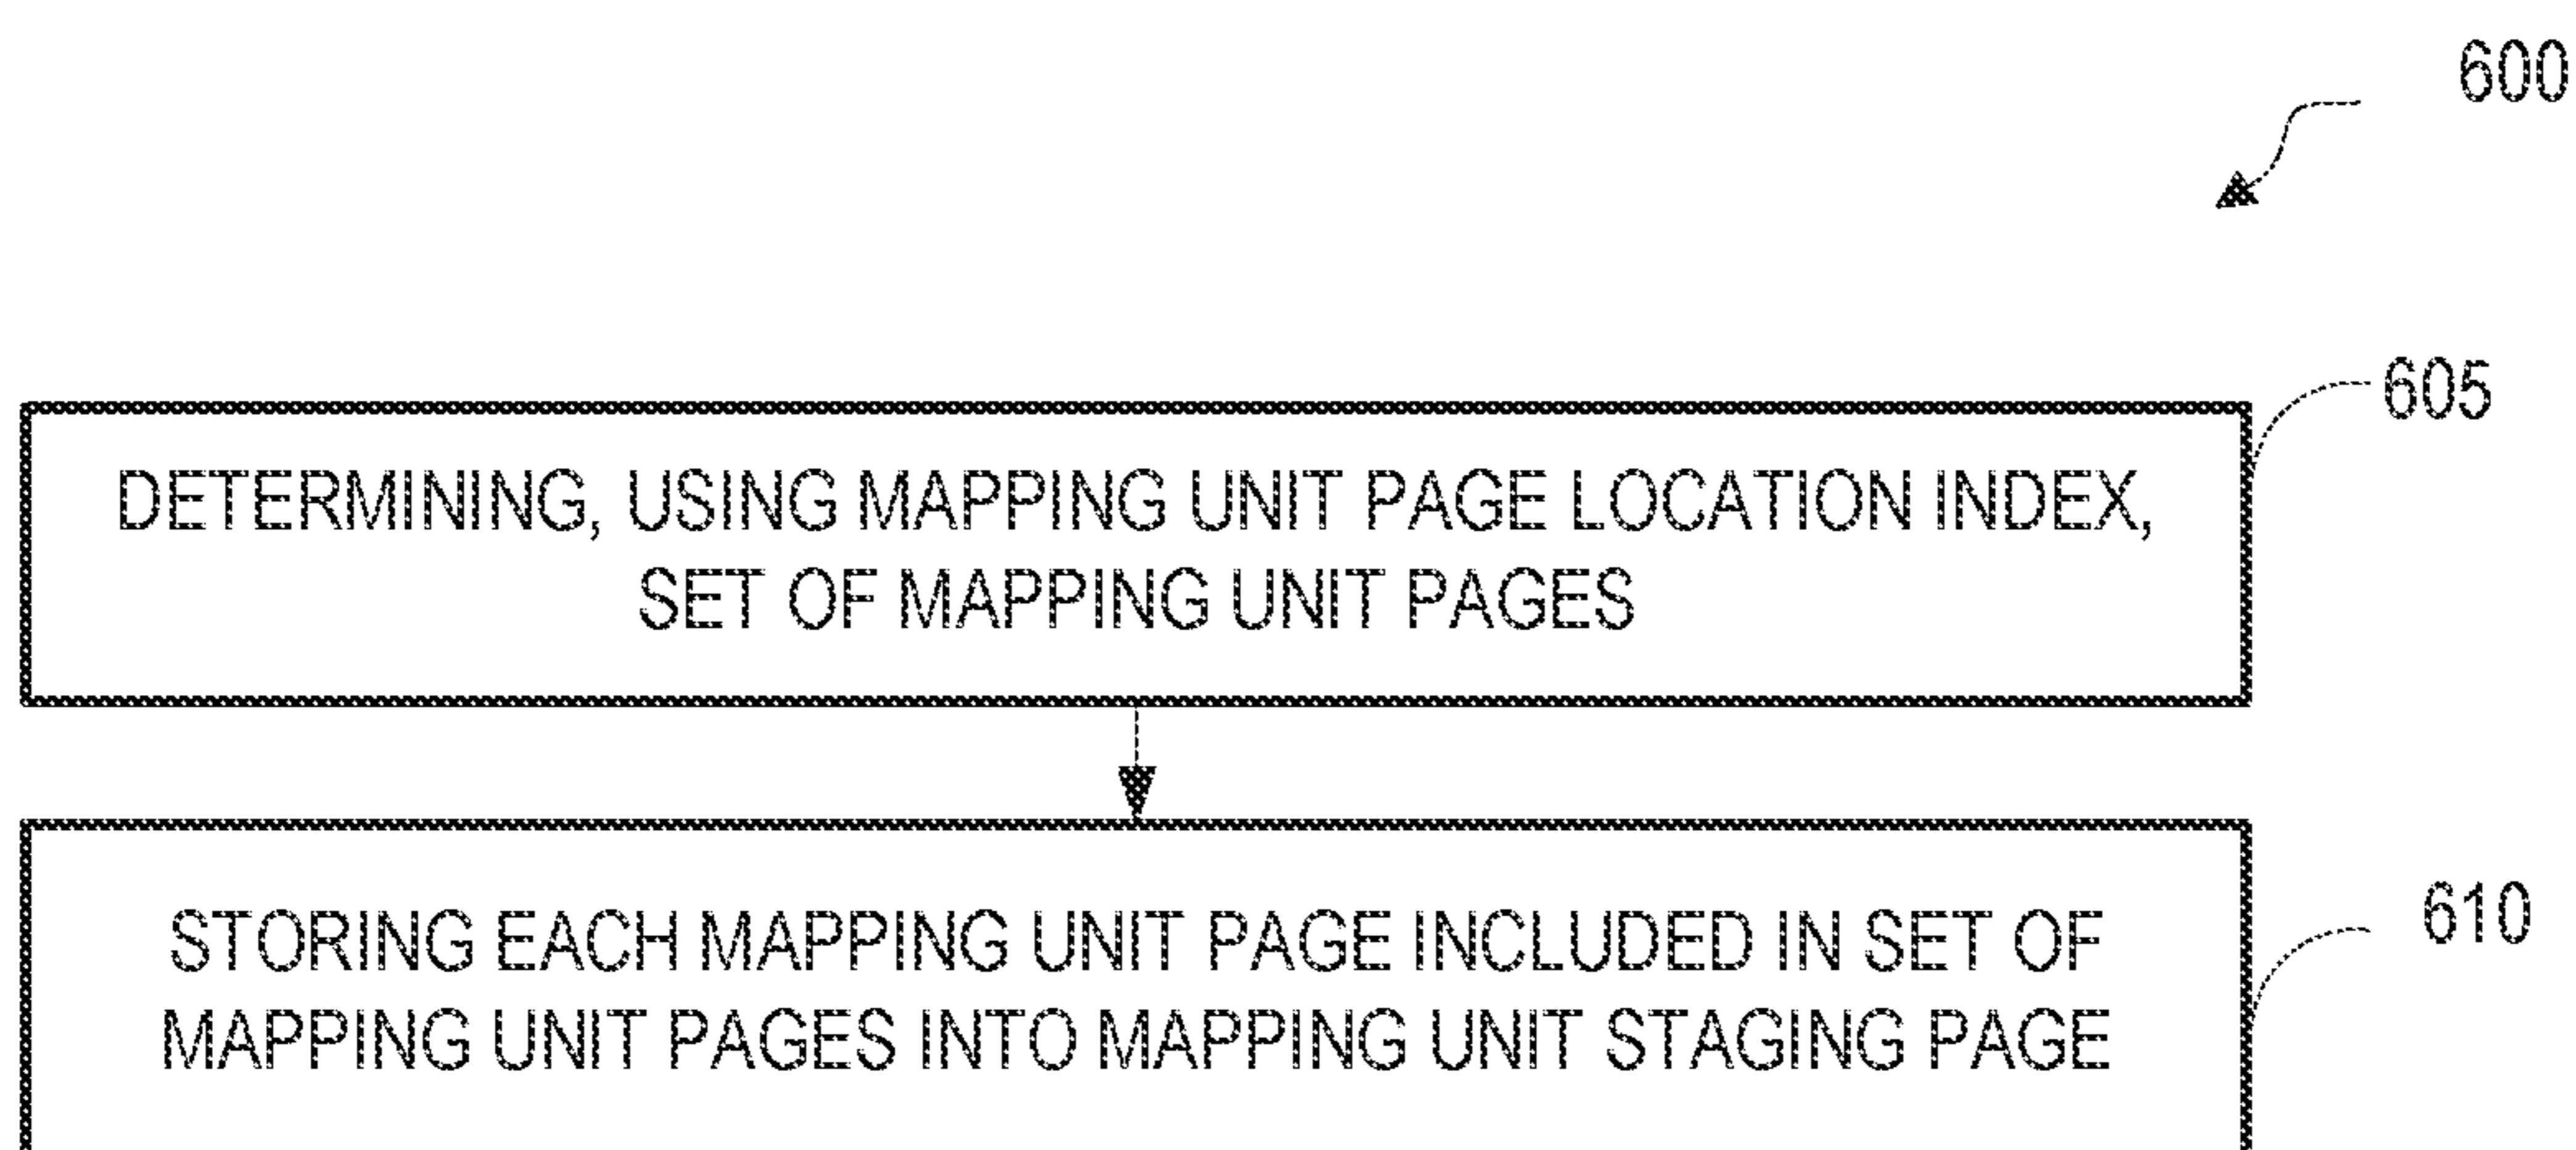 600
605
DETERMINING, USING MAPPING UNIT PAGE LOCATION INDEX,
SET OF MAPPING UNIT PAGES
610
STORING EACH MAPPING UNIT PAGE INCLUDED IN SET OF
MAPPING UNIT PAGES INTO MAPPING UNIT STAGING PAGE